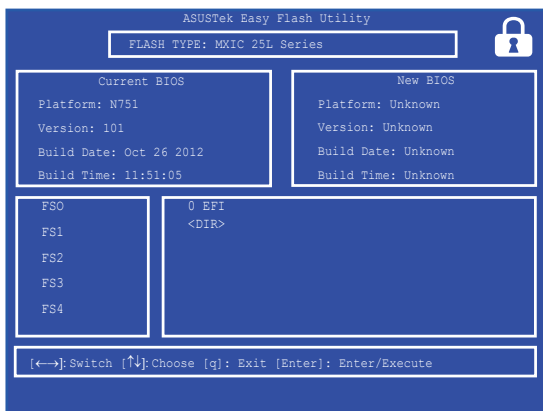 ASUSTek Easy Flash Utility
FLASH TYPE: MXIC 25L Series
Current BIOS
Platform: N751
Version: 101
Build Date: Oct 26 2012
Build Time: 11:51:05
New BIOS
Platform: Unknown
Version: Unknown
Build Date: Unknown
Build Time: Unknown
FSO
FS1
FS2
FS3
FS4
0 EFI
<DIR>
[←→]: Switch [↑↓]: Choose [q]: Exit [Enter]: Enter/Execute